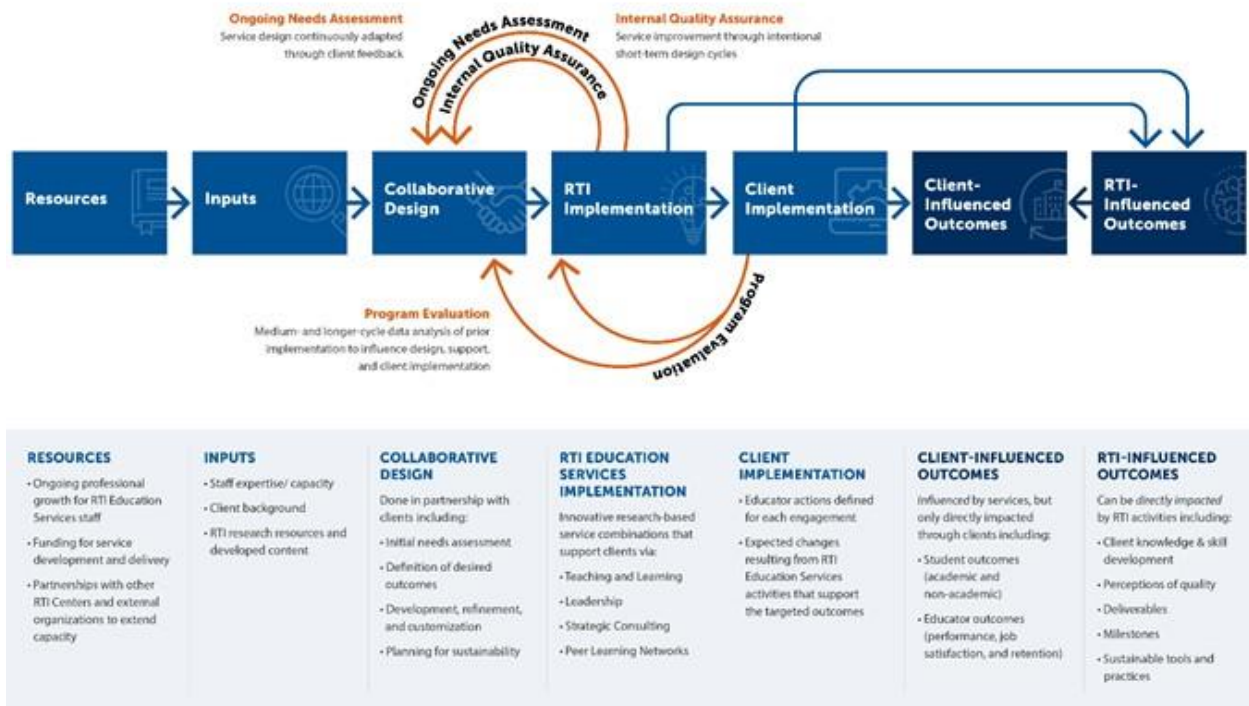 Ongoing Needs Assessment
Service design continuously adapted
through client feedback
Ongoing Needs Assessment
Internal Quality Assurance
Internal Quality Assurance
Service improvement through intentional
short-term design cycles
Resources
Inputs
Collaborative
Design
RTI
Implementation
Client
Implementation
Client-
Influenced
Outcomes
RTI-
Influenced
Outcomes
Program Evaluation
Medium- and longer-cycle data analysis of prior
implementation to influence design, support,
and client implementation
Program Evaluation
RESOURCES
• Ongoing professional
growth for RTI Education
Services staff
• Funding for service
development and delivery
• Partnerships with other
RTI Centers and external
organizations to extend
capacity
INPUTS
• Staff expertise/ capacity
• Client background
• RTI research resources and
developed content
COLLABORATIVE
DESIGN
Done in partnership with
clients including:
• Initial needs assessment
• Definition of desired
outcomes
• Development, refinement,
and customization
• Planning for sustainability
RTI EDUCATION
SERVICES
IMPLEMENTATION
Innovative research-based
service combinations that
support clients via:
• Teaching and Learning
• Leadership
• Strategic Consulting
• Peer Learning Networks
CLIENT
IMPLEMENTATION
• Educator actions defined
for each engagement
• Expected changes
resulting from RTI
Education Services
activities that support
the targeted outcomes
CLIENT-INFLUENCED
OUTCOMES
Influenced by services, but
only directly impacted
through clients including:
• Student outcomes
(academic and
non-academic)
• Educator outcomes
(performance, job
satisfaction, and retention)
RTI-INFLUENCED
OUTCOMES
Can be directly impacted
by RTI activities including:
• Client knowledge & skill
development
• Perceptions of quality
• Deliverables
• Milestones
• Sustainable tools and
practices